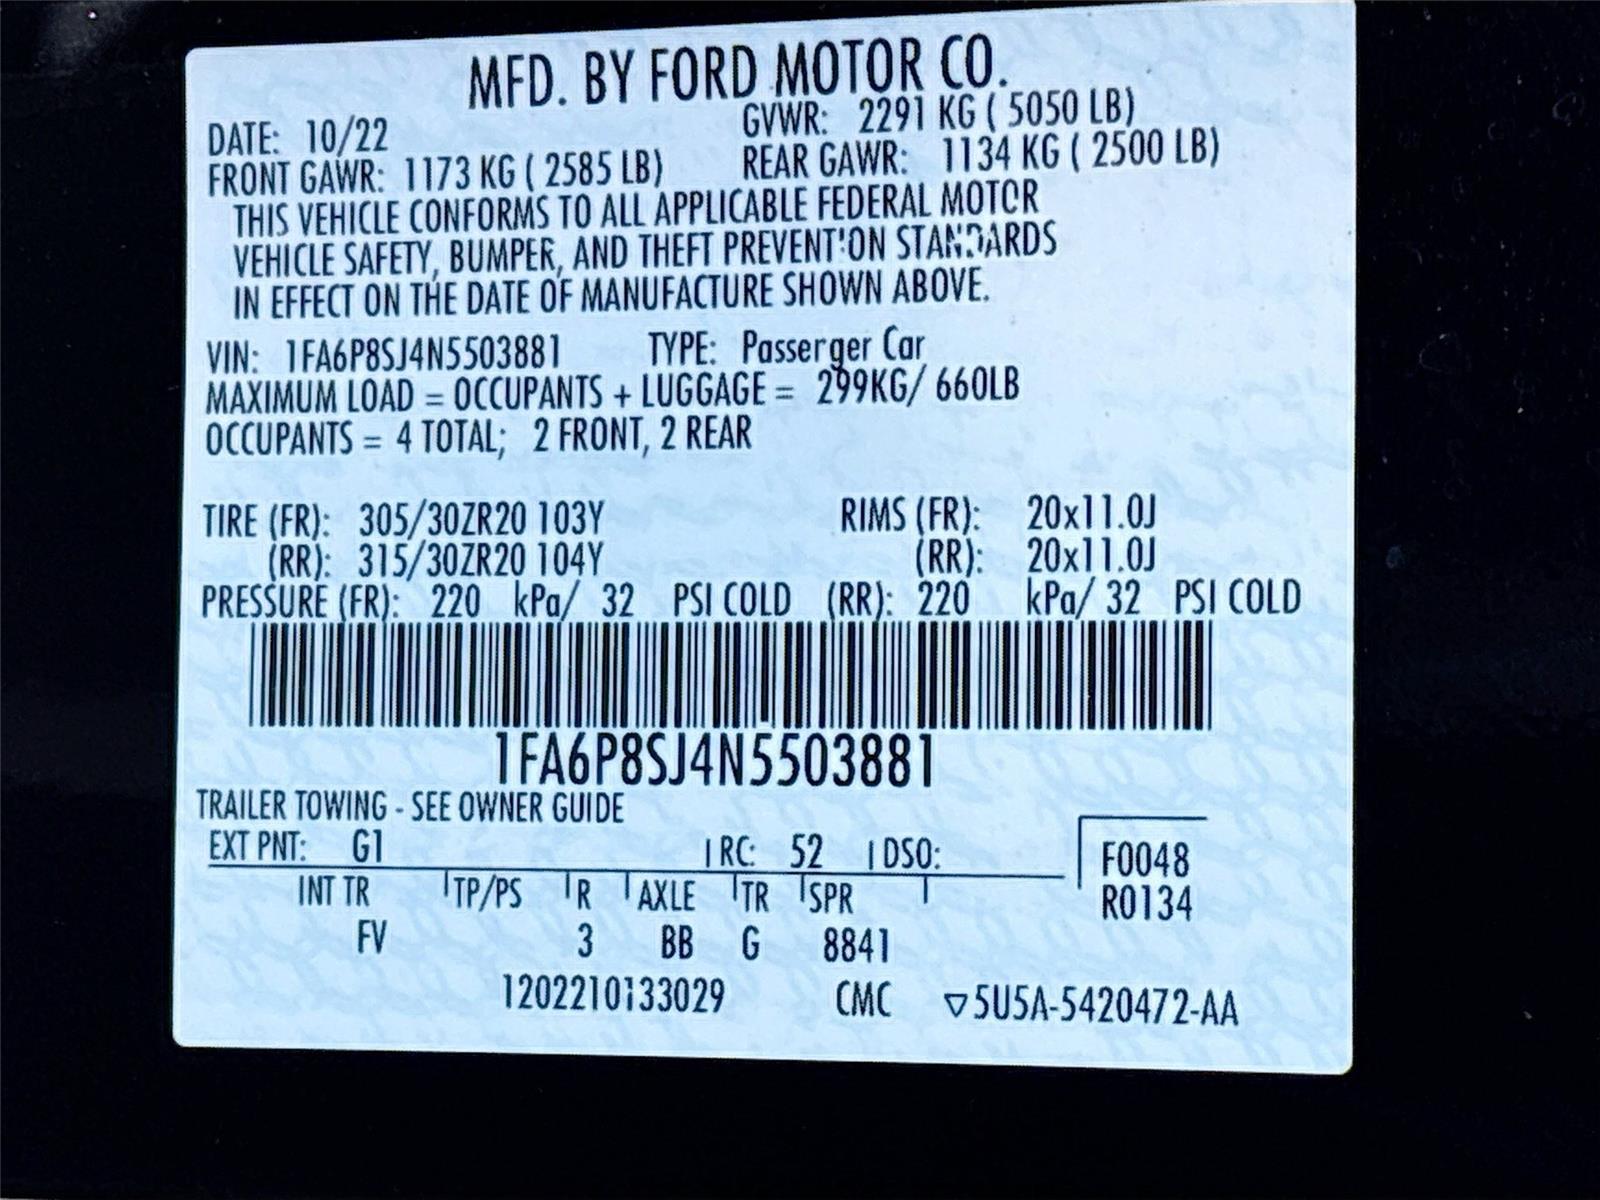 MFD. BY FORD MOTOR CO.
DATE: 10/22 GVWR: 2291 KG ( 5050 LB)
FRONT GAWR: 1173 KG ( 2585 LB) REAR GAWR: 1134 KG ( 2500 LB)
THIS VEHICLE CONFORMS TO ALL APPLICABLE FEDERAL MOTOR
VEHICLE SAFETY, BUMPER, AND THEFT PREVENTION STANDARDS
IN EFFECT ON THE DATE OF MANUFACTURE SHOWN ABOVE.
VIN: 1FA6P8SJ4N5503881 TYPE: Passenger Car
MAXIMUM LOAD = OCCUPANTS + LUGGAGE = 299KG/ 660LB
OCCUPANTS = 4 TOTAL; 2 FRONT, 2 REAR
TIRE (FR): 305/30ZR20 103Y RIMS (FR): 20x11.0J
(RR): 315/30ZR20 104Y (RR): 20x11.0J
PRESSURE (FR): 220 kPa/ 32 PSI COLD (RR): 220 kPa/ 32 PSI COLD
1FA6P8SJ4N5503881
TRAILER TOWING - SEE OWNER GUIDE
EXT PNT: G1 RC: 52 DSO: F0048
INT TR TP/PS R AXLE TR SPR R0134
FV 3 BB G 8841
1202210133029 CMC ▽5U5A-5420472-AA